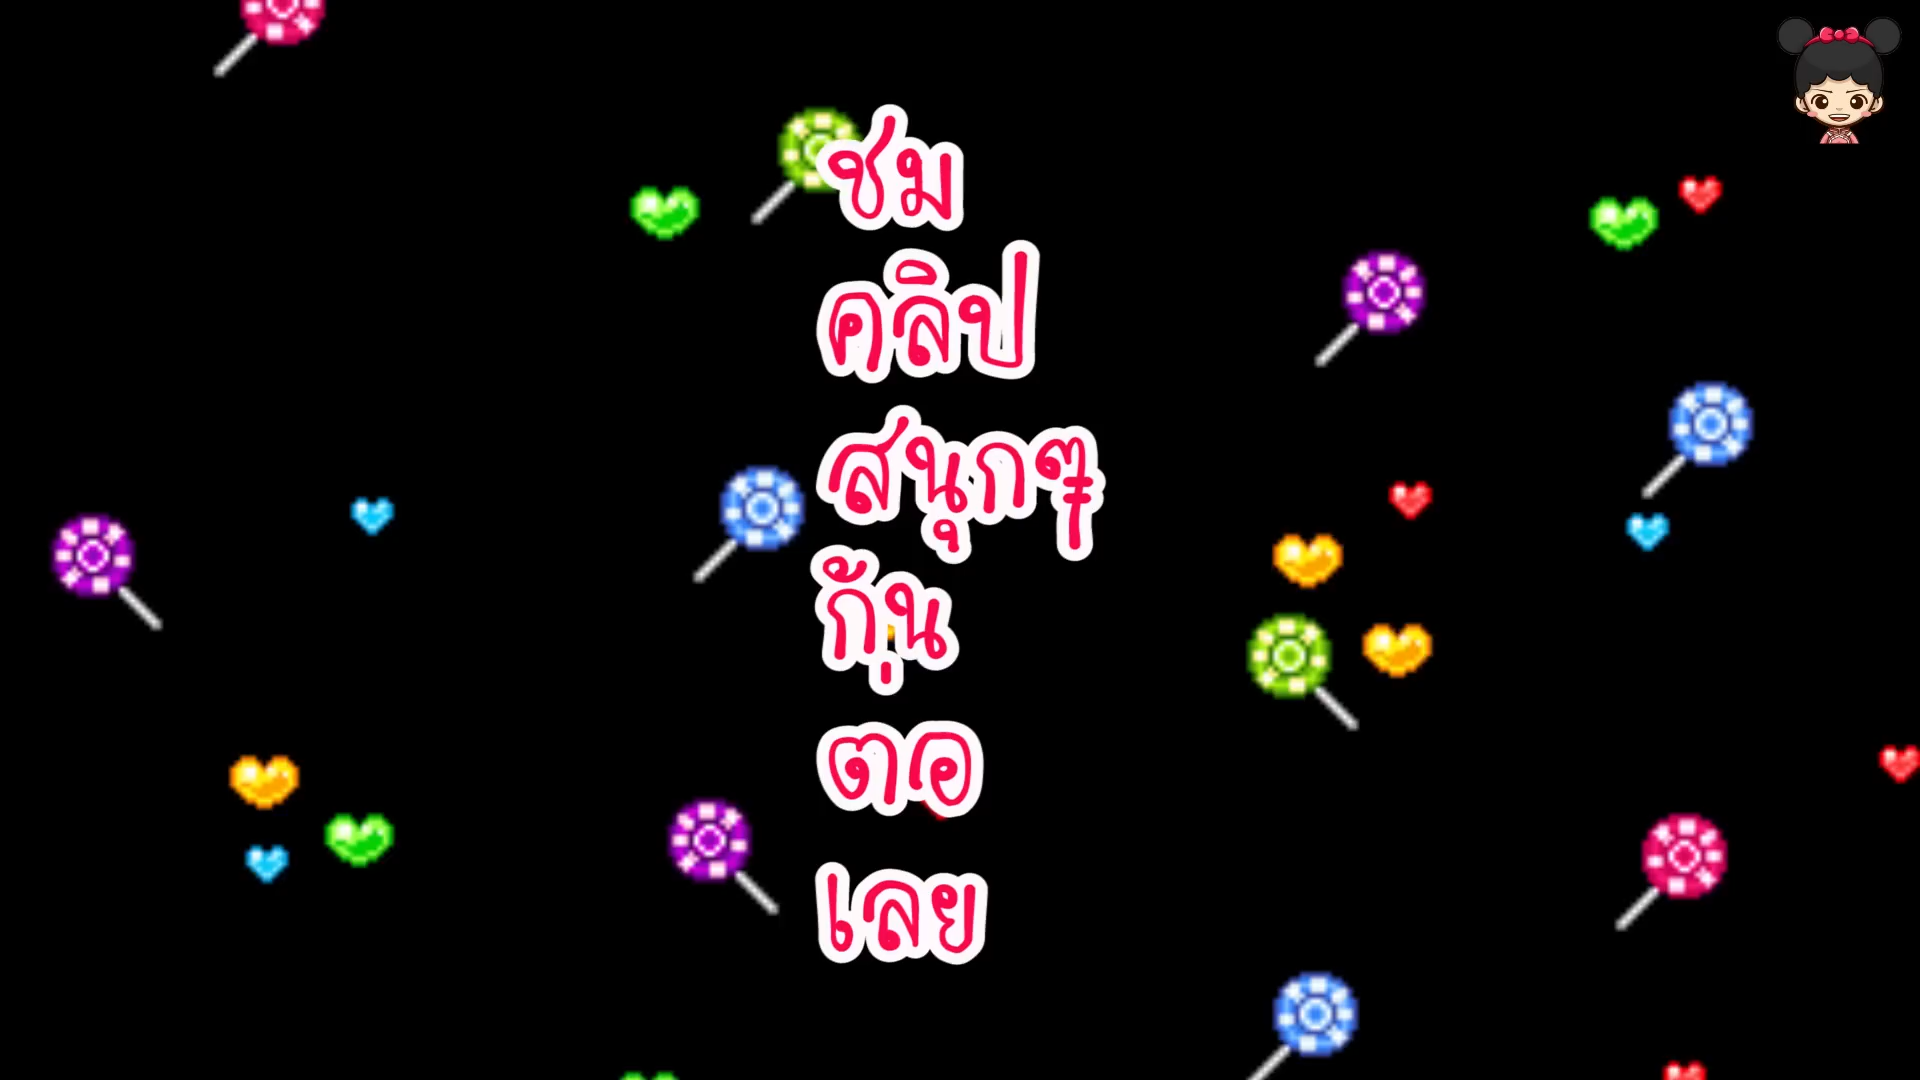 ชม
คลิป
สนุกๆ
กุ้น
ตอ
เลย